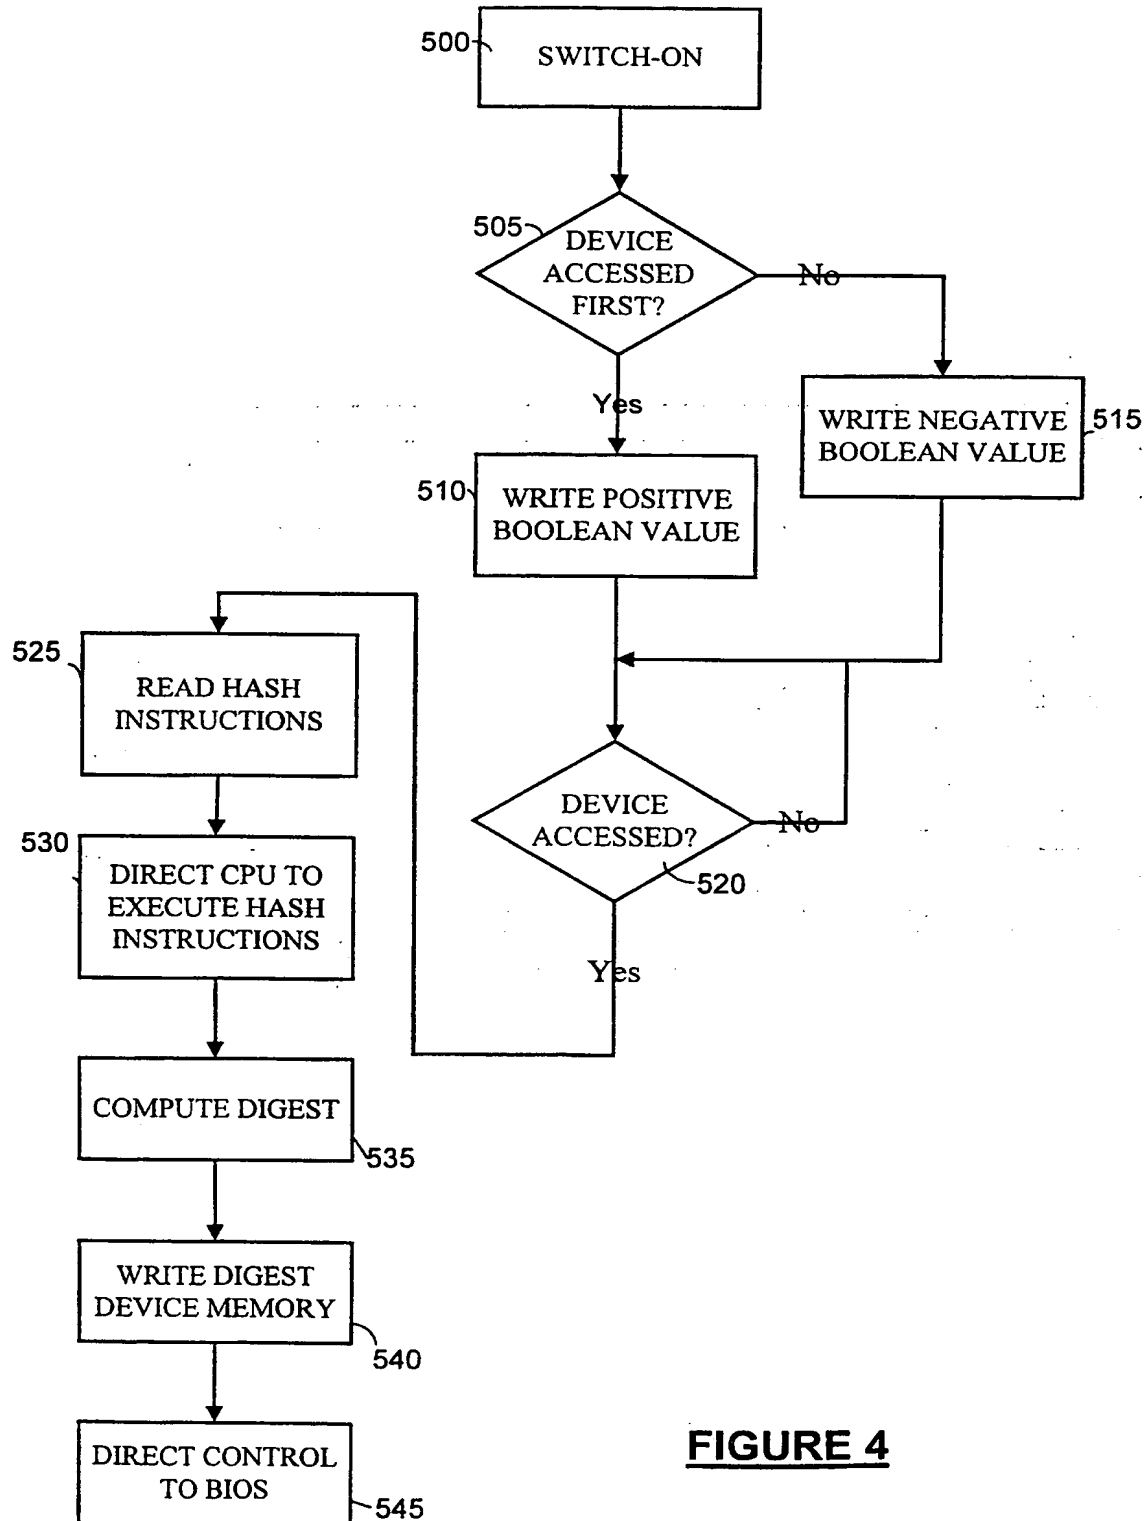 500
SWITCH-ON
505
DEVICE
ACCESSED
FIRST?
No
Yes
WRITE NEGATIVE
BOOLEAN VALUE
515
510
WRITE POSITIVE
BOOLEAN VALUE
525
READ HASH
INSTRUCTIONS
DEVICE
ACCESSED?
No
520
530
DIRECT CPU TO
EXECUTE HASH
INSTRUCTIONS
Yes
COMPUTE DIGEST
535
WRITE DIGEST
DEVICE MEMORY
540
DIRECT CONTROL
TO BIOS
545
FIGURE 4